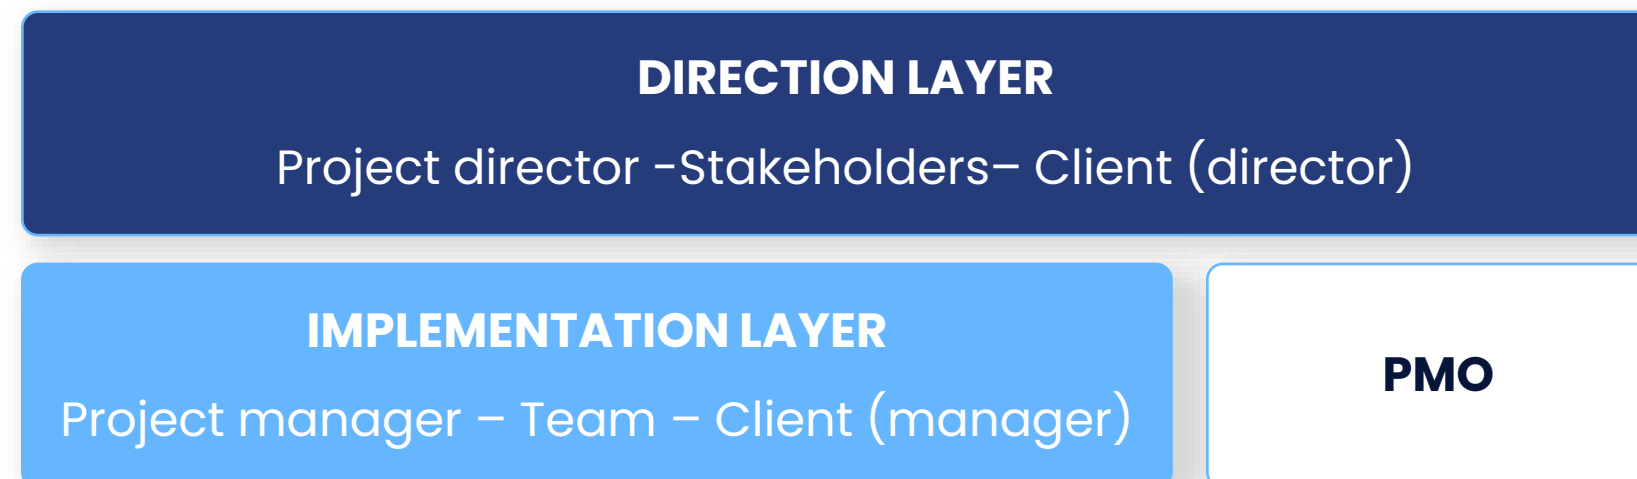 DIRECTION LAYER
Project director -Stakeholders– Client (director)
IMPLEMENTATION LAYER
Project manager – Team – Client (manager)
PMO